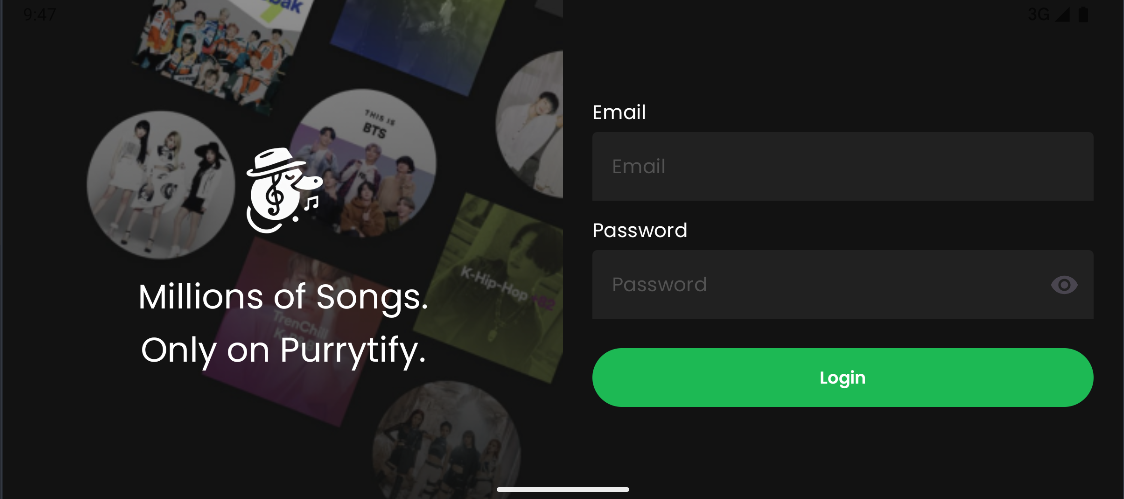 9:47
3G
THIS IS
BTS
K-Hip-Hop
TrenChill
Millions of Songs.
Only on Purrytify.
Email
Email
Password
Password
Login